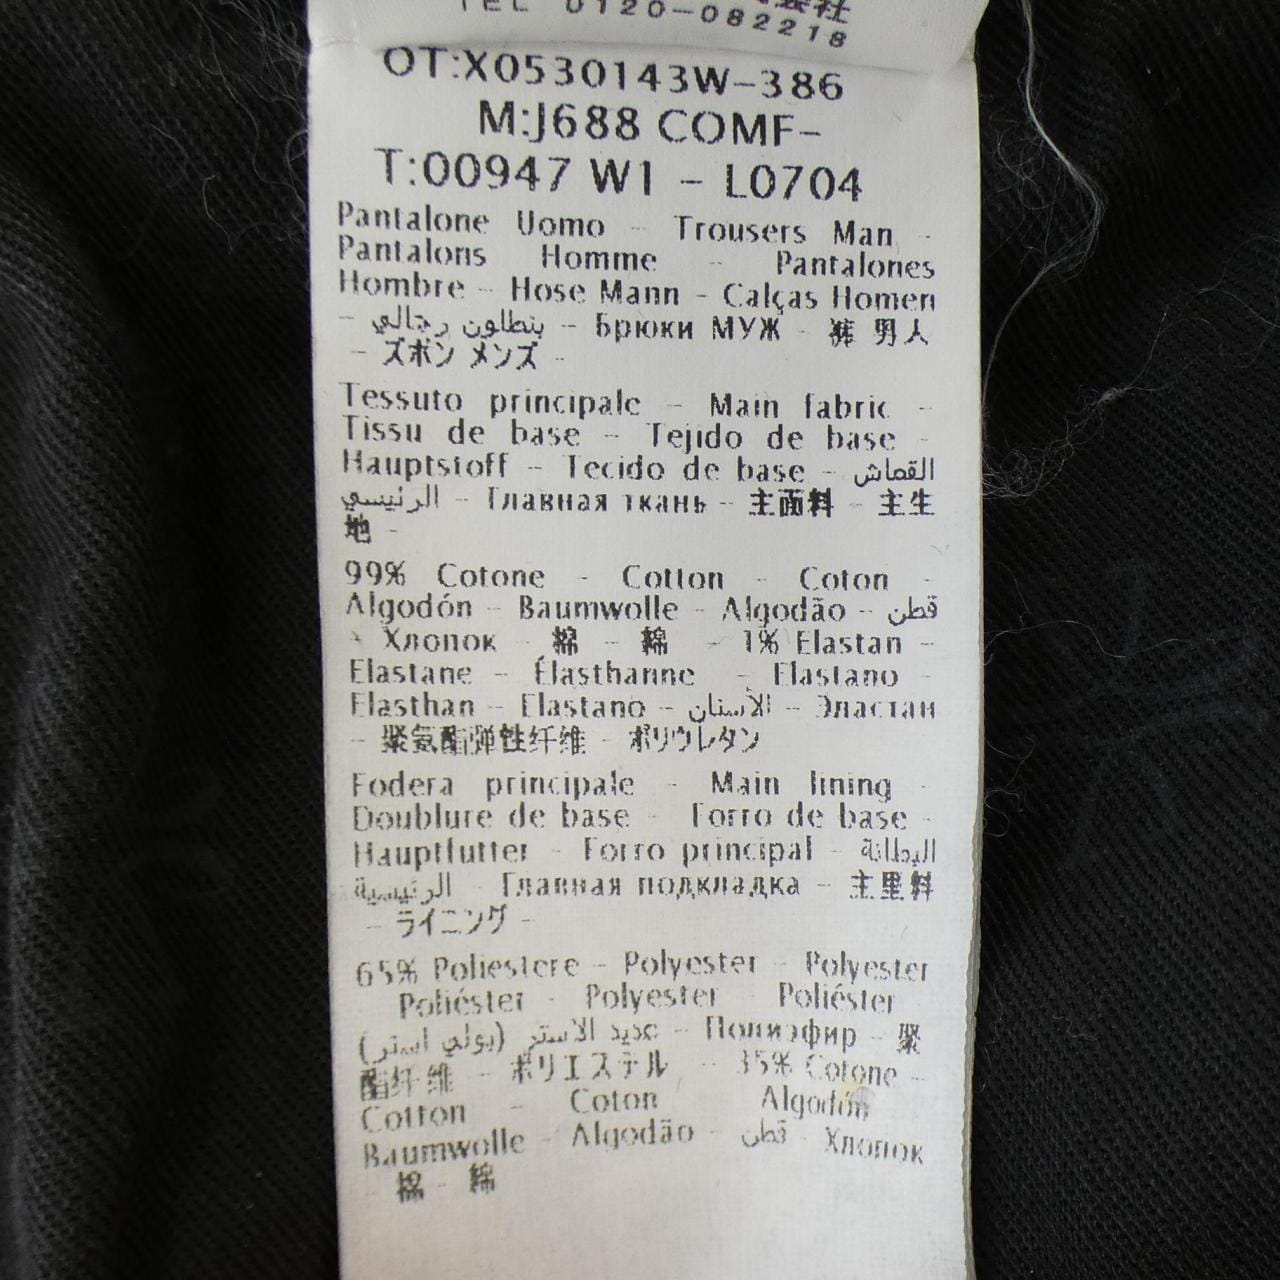 TEL 0120-082218
OT:X0530143W-386
M:J688 COMF-
T:00947 W1 - L0704
Pantalone Uomo - Trousers Man -
Pantalons Homme - Pantalones
Hombre - Hose Mann - Calças Homen
- بنطلون رجالي - Брюки МУЖ - 裤 男人
- ズボン メンズ -
Tessuto principale - Main fabric -
Tissu de base - Tejido de base -
Hauptstoff - Tecido de base - القماش
الرئيسي - Главная ткань - 主面料 - 主生
地 -
99% Cotone - Cotton - Coton -
Algodón - Baumwolle - Algodão - قطن
- Хлопок - 棉 - 綿 - 1% Elastan -
Elastane - Élasthanne - Elastano -
Elasthan - Elastano - الاستان - Эластан
- 聚氨酯弹性纤维 - ポリウレタン
Fodera principale - Main lining -
Doublure de base - Forro de base -
Hauptfutter - Forro principal - البطانة
الرئيسية - Главная подкладка - 主里料
- ライニング -
65% Poliestere - Polyester - Polyester
Poliéster - Polyester - Poliéster
عديد الاستر (بولي استر) - Полиэфир - 聚
酯纤维 - ポリエステル - 35% Cotone -
Cotton - Coton Algodón
Baumwolle - Algodão - قطن - Хлопок
- 棉 - 綿